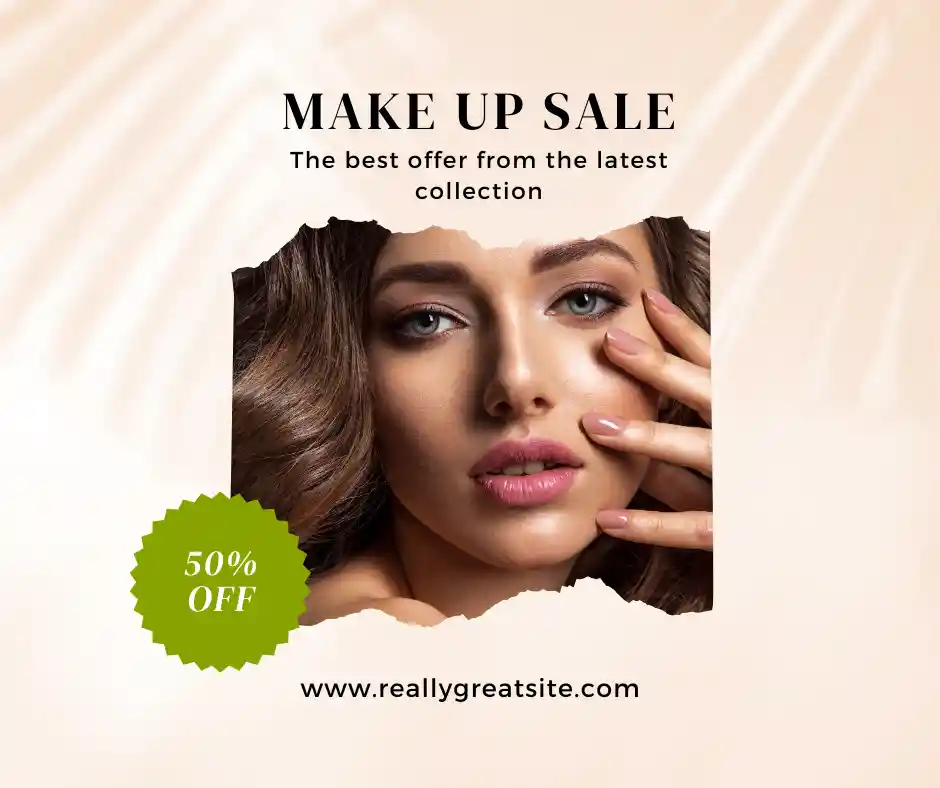 MAKE UP SALE
The best offer from the latest
collection
50%
OFF
www.reallygreatsite.com